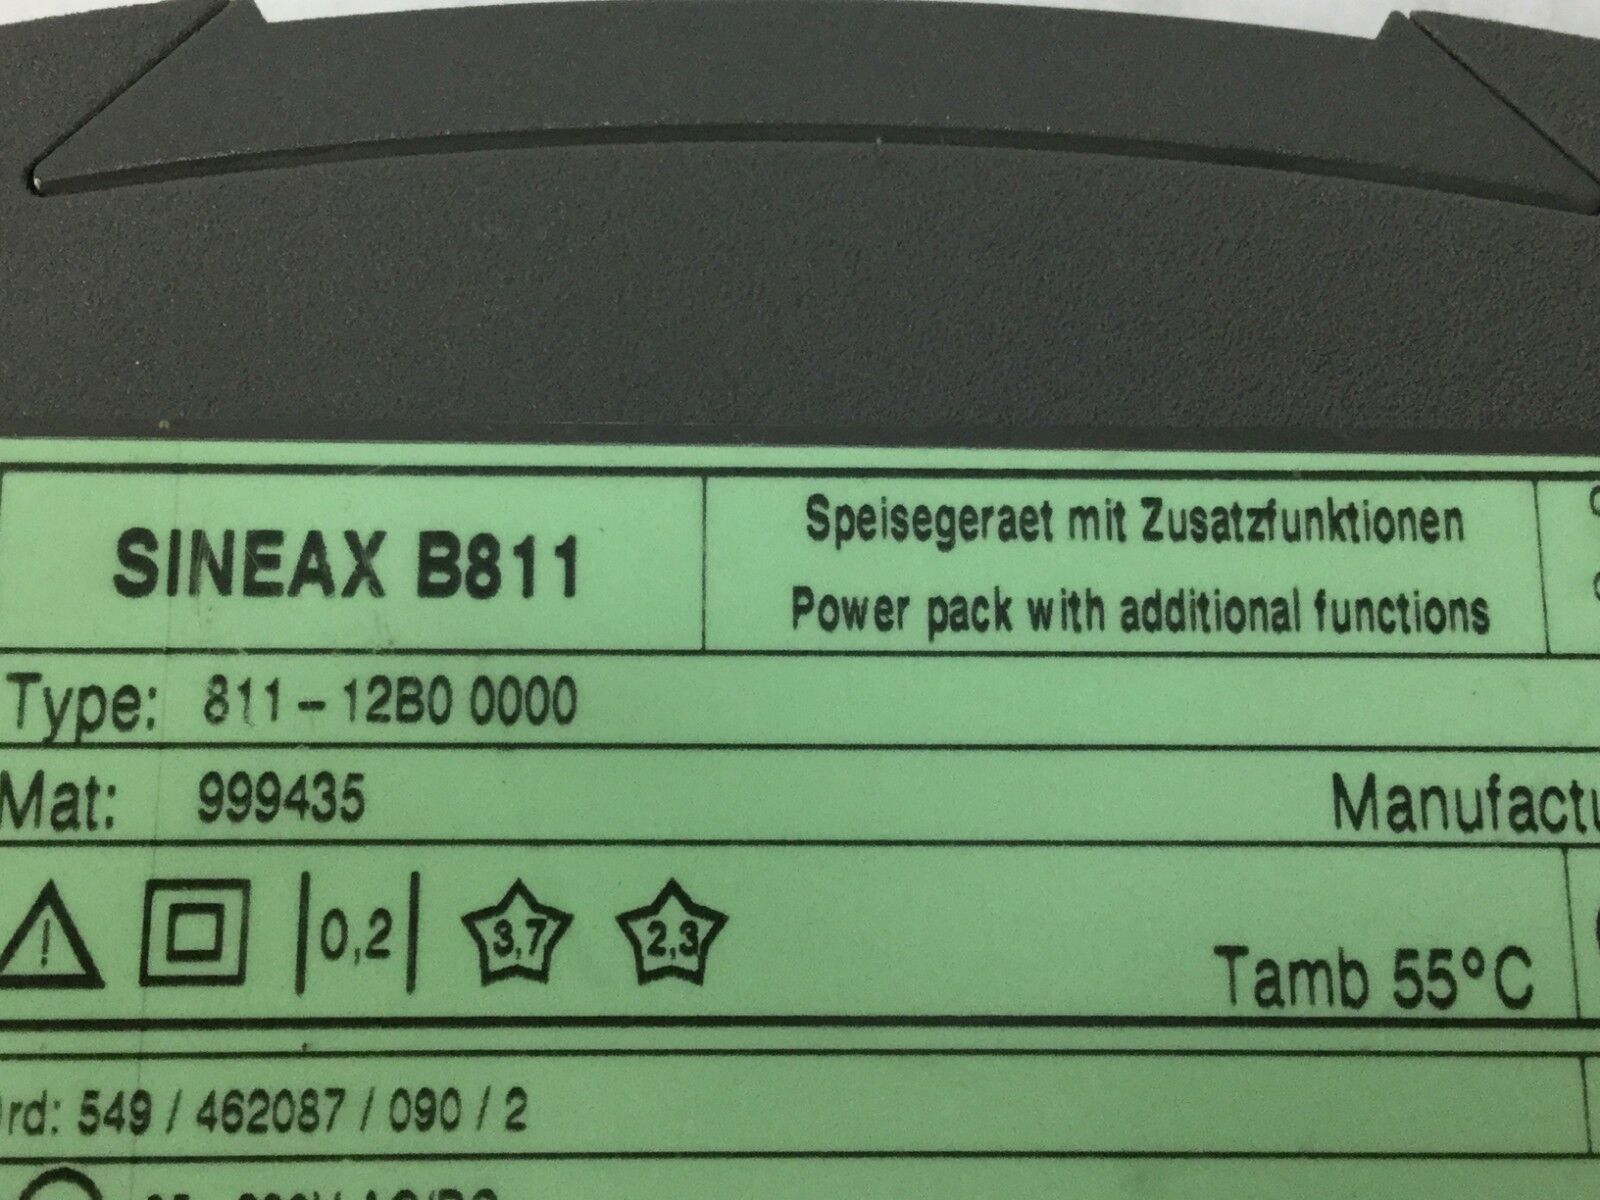 SINEAX B811
Speisegeraet mit Zusatzfunktionen
Power pack with additional functions
Type: 811-12B0 0000
Mat: 999435
Manufactu
0,2
3,7
2,3
Tamb 55°C
rd: 549 / 462087 / 090 / 2